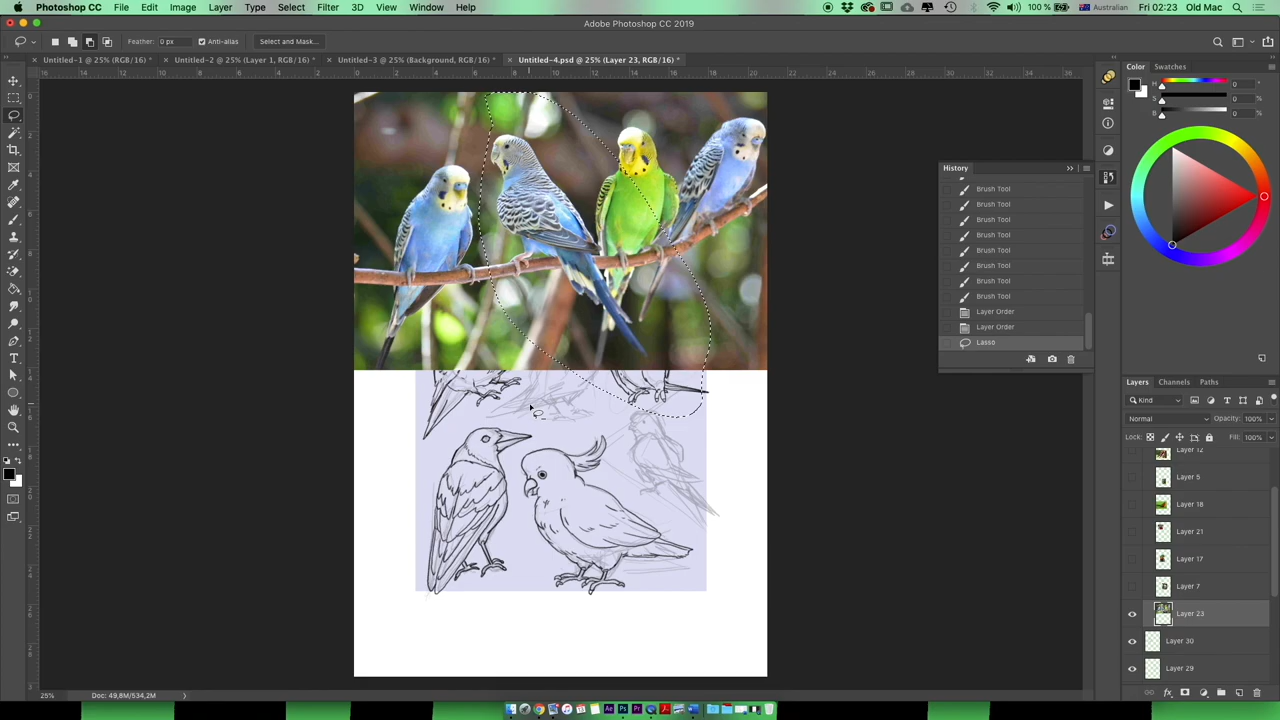 Photoshop CC File Edit Image Layer Type Select Filter 3D View Window Help 100 % Australian Fri 02:23 Old Mac
Adobe Photoshop CC 2019
Feather: 0 px Anti-alias Select and Mask...
Untitled-1 @ 25% (RGB/16) * Untitled-2 @ 25% (Layer 1, RGB/16) * Untitled-3 @ 25% (Background, RGB/16) * Untitled-4.psd @ 25% (Layer 23, RGB/16) *
Color Swatches
H 0
S 0 %
B 0 %
History
Brush Tool
Brush Tool
Brush Tool
Brush Tool
Brush Tool
Brush Tool
Brush Tool
Brush Tool
Layer Order
Layer Order
Lasso
Layers Channels Paths
Kind
Normal Opacity: 100%
Lock: Fill: 100%
Layer 12
Layer 5
Layer 18
Layer 21
Layer 17
Layer 7
Layer 23
Layer 30
Layer 29
25% Doc: 49,8M/534,2M